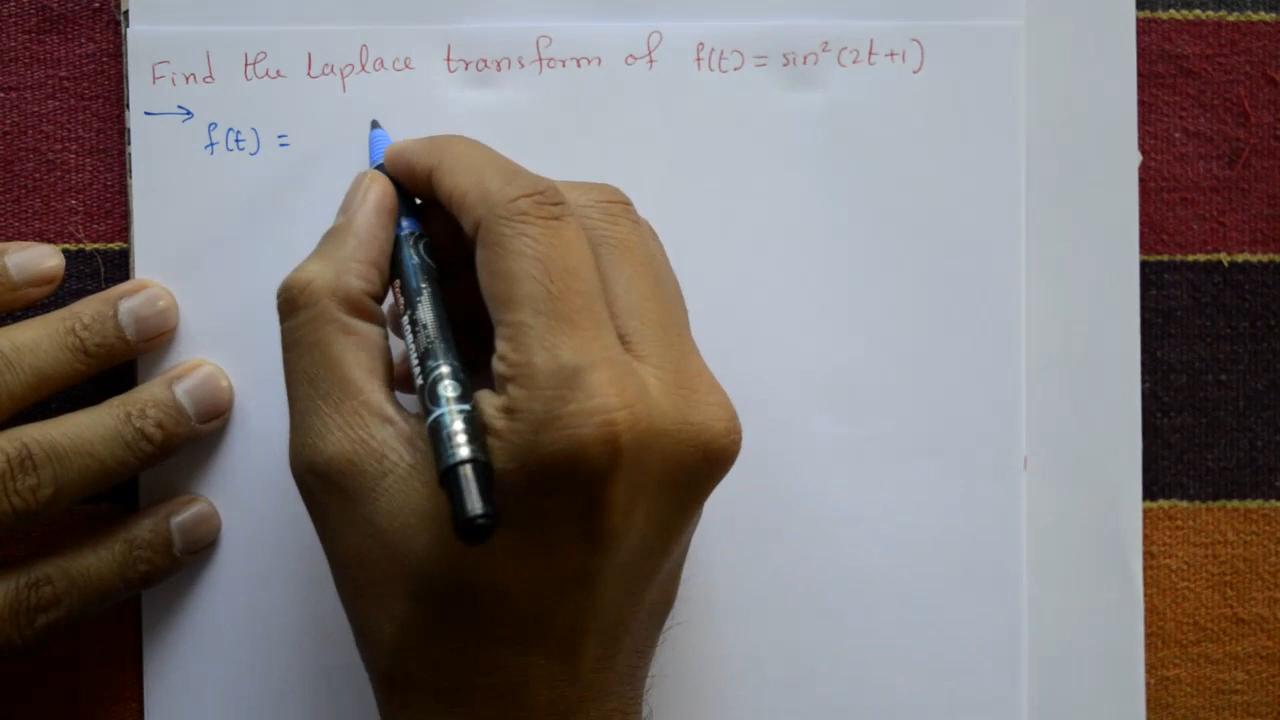 Find the Laplace transform of f(t) = sin²(2t+1)
→ f(t) =